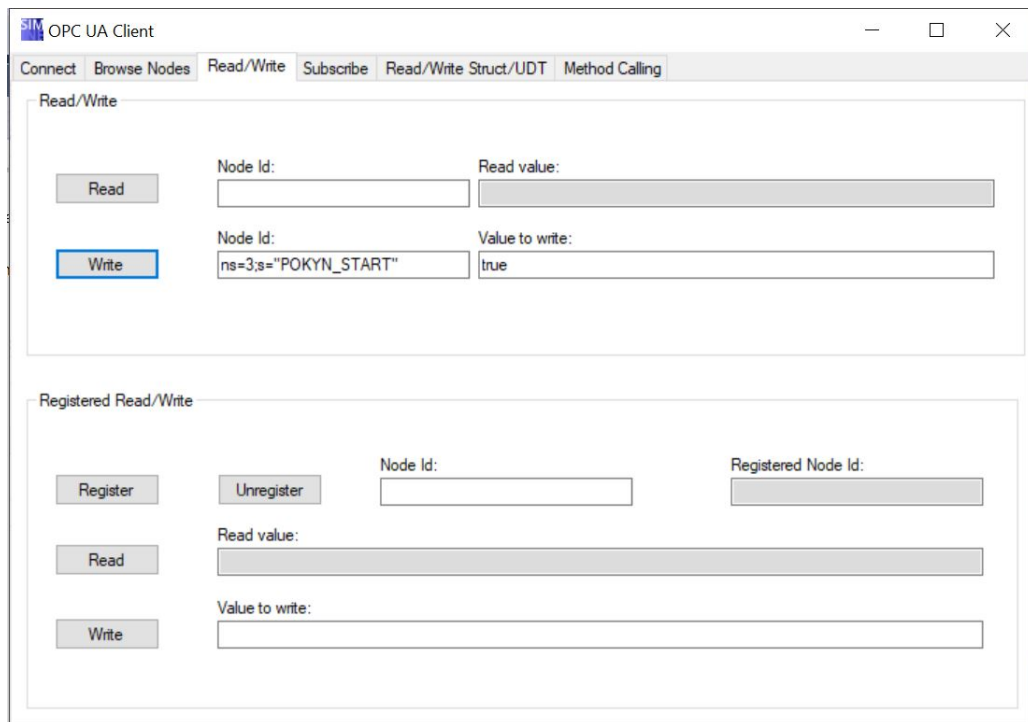 OPC UA Client
Connect Browse Nodes Read/Write Subscribe Read/Write Struct/UDT Method Calling
Read/Write
Node Id: Read value:
Read
Node Id: Value to write:
Write ns=3;s="POKYN_START" true
Registered Read/Write
Node Id: Registered Node Id:
Register Unregister
Read value:
Read
Value to write:
Write